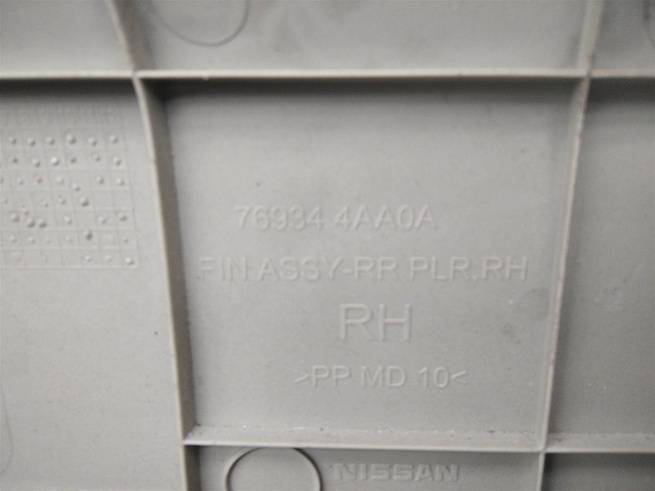 76934 4AA0A
FIN ASSY-RR PLR,RH
RH
>PP MD 10<
NISSAN